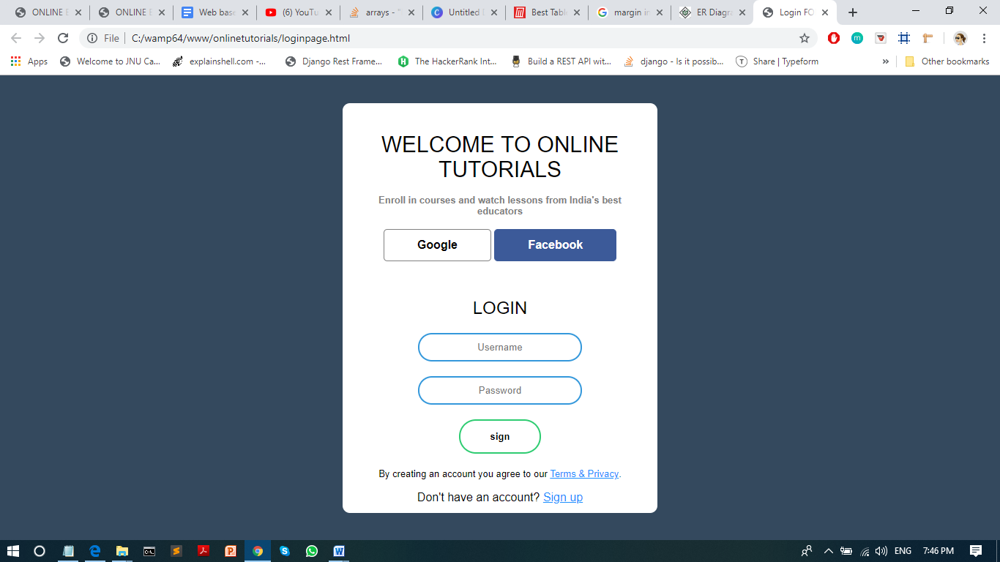 ONLINE E
ONLINE E
Web base
(6) YouTu
arrays - "
Untitled D
Best Table
margin in
ER Diagra
Login FO
File
C:/wamp64/www/onlinetutorials/loginpage.html
Apps
Welcome to JNU Ca...
explainshell.com -...
Django Rest Frame...
The HackerRank Int...
Build a REST API wit...
django - Is it possib...
Share | Typeform
»
Other bookmarks
WELCOME TO ONLINE
TUTORIALS
Enroll in courses and watch lessons from India's best
educators
Google
Facebook
LOGIN
Username
Password
sign
By creating an account you agree to our Terms & Privacy.
Don't have an account? Sign up
ENG
7:46 PM